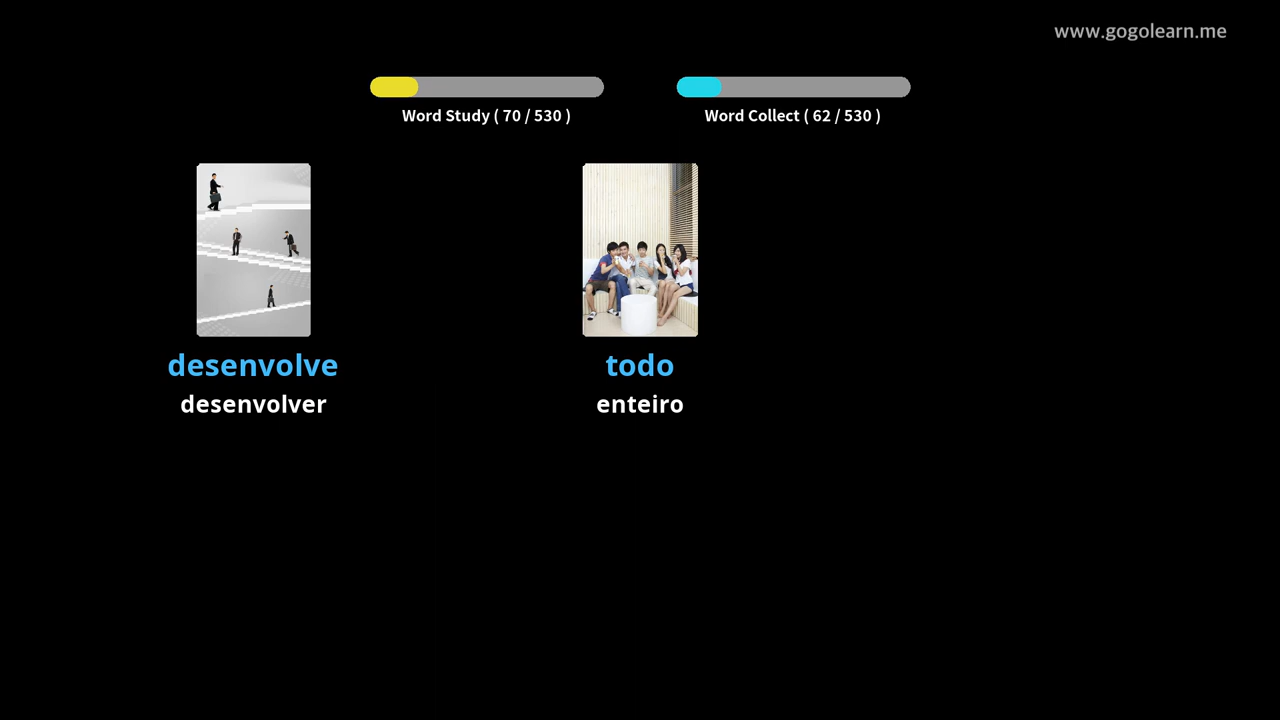 www.gogolearn.me
Word Study ( 70 / 530 )
Word Collect ( 62 / 530 )
desenvolve
desenvolver
todo
enteiro